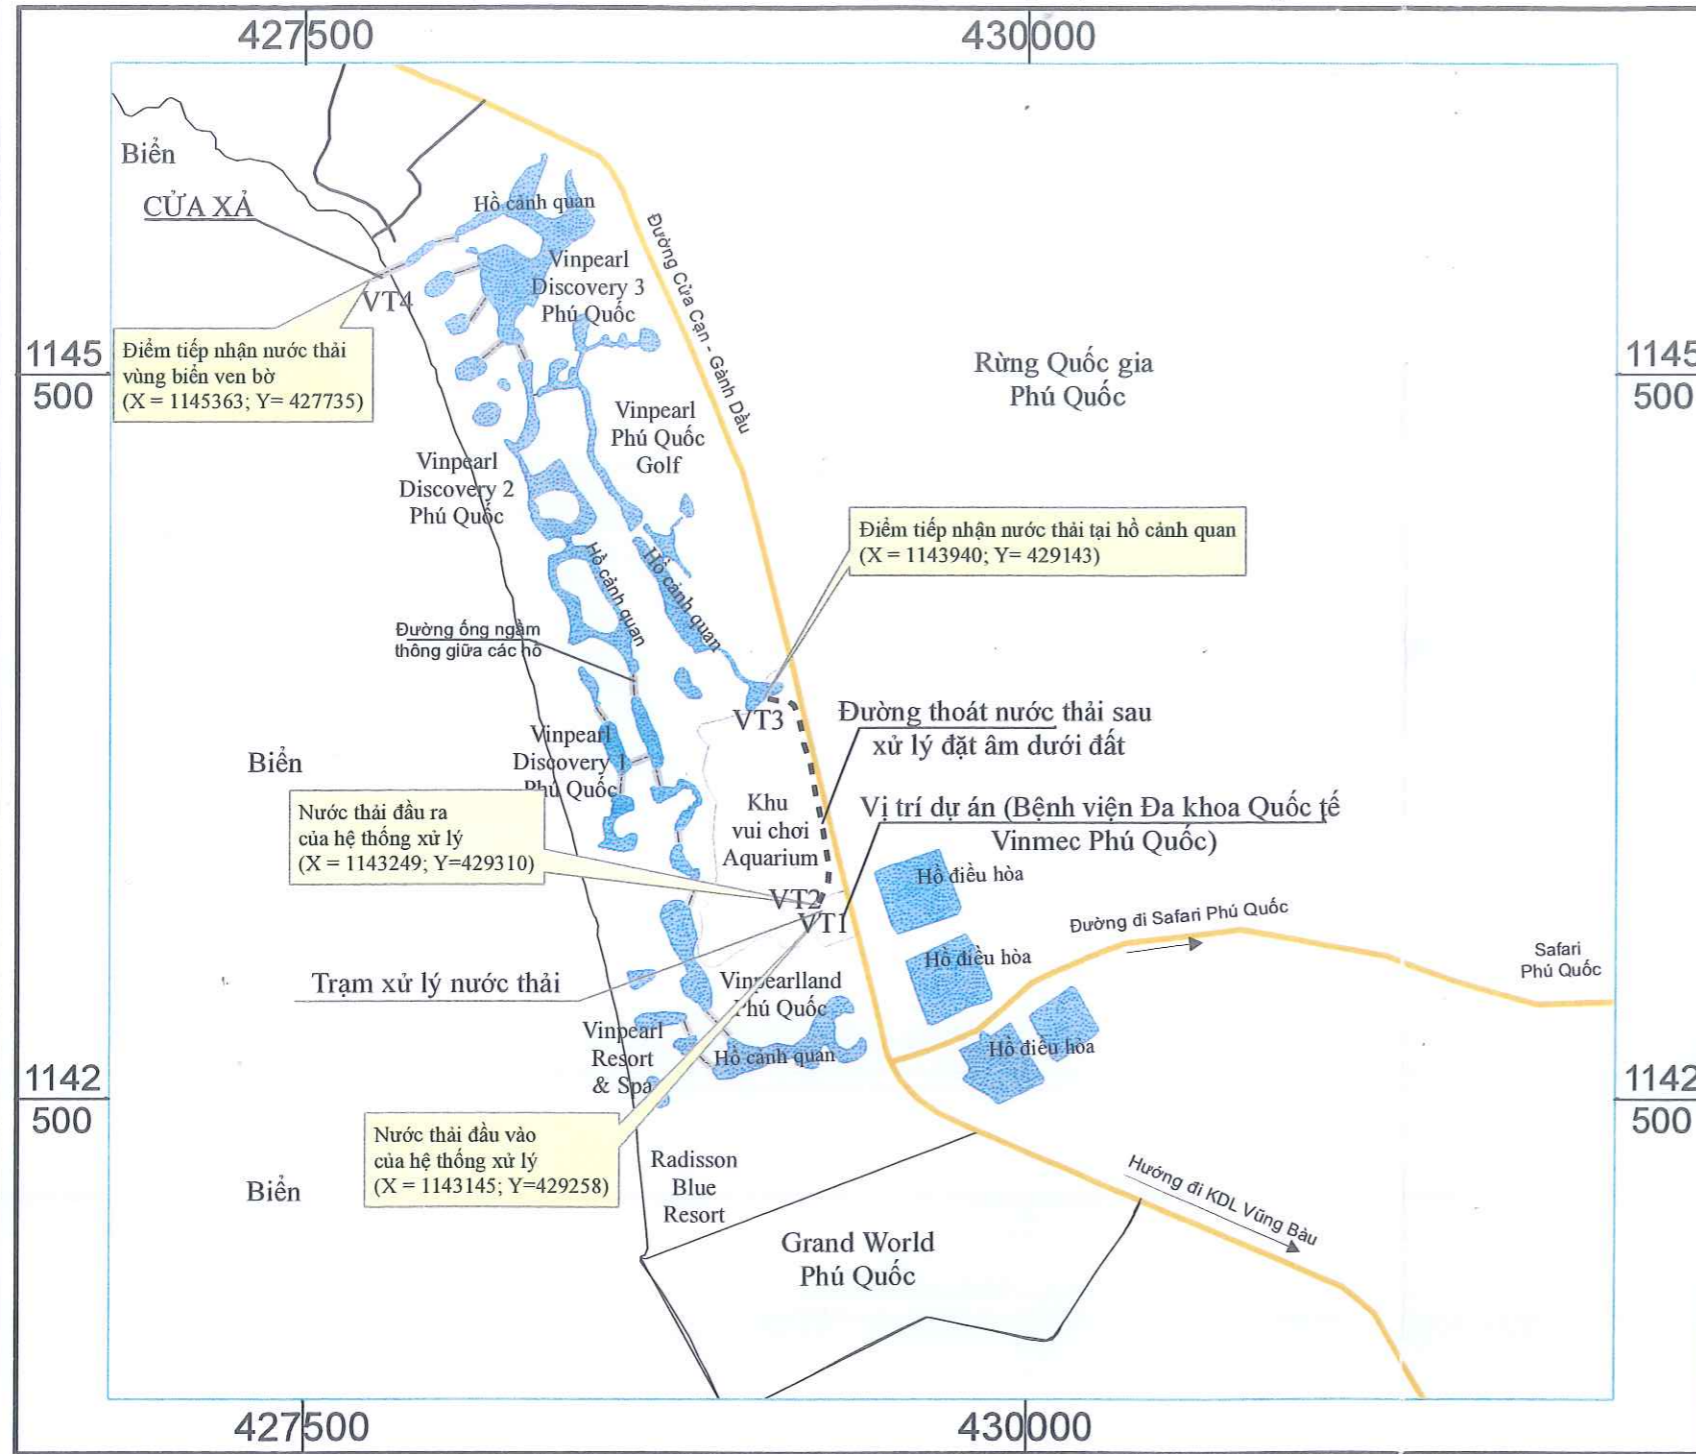 427500
430000
Biển
CỬA XẢ
Hồ cảnh quan
Đường Cửa Cạn - Gành Dầu
Vinpearl
Discovery 3
Phú Quốc
VT4
Điểm tiếp nhận nước thải
vùng biển ven bờ
(X = 1145363; Y= 427735)
1145
500
1145
500
Rừng Quốc gia
Phú Quốc
Vinpearl
Phú Quốc
Golf
Vinpearl
Discovery 2
Phú Quốc
Điểm tiếp nhận nước thải tại hồ cảnh quan
(X = 1143940; Y= 429143)
Hồ cảnh quan
Hồ cảnh quan
Đường ống ngầm
thông giữa các hồ
VT3
Đường thoát nước thải sau
xử lý đặt âm dưới đất
Biển
Vinpearl
Discovery 1
Phú Quốc
Khu
vui chơi
Aquarium
Vị trí dự án (Bệnh viện Đa khoa Quốc tế
Vinmec Phú Quốc)
Nước thải đầu ra
của hệ thống xử lý
(X = 1143249; Y=429310)
Hồ điều hòa
VT2
VT1
Đường đi Safari Phú Quốc
Safari
Phú Quốc
Hồ điều hòa
Trạm xử lý nước thải
Vinpearlland
Phú Quốc
Vinpearl
Resort
& Spa
Hồ cảnh quan
Hồ điều hòa
1142
500
1142
500
Nước thải đầu vào
của hệ thống xử lý
(X = 1143145; Y=429258)
Biển
Radisson
Blue
Resort
Hướng đi KDL Vũng Bàu
Grand World
Phú Quốc
427500
430000